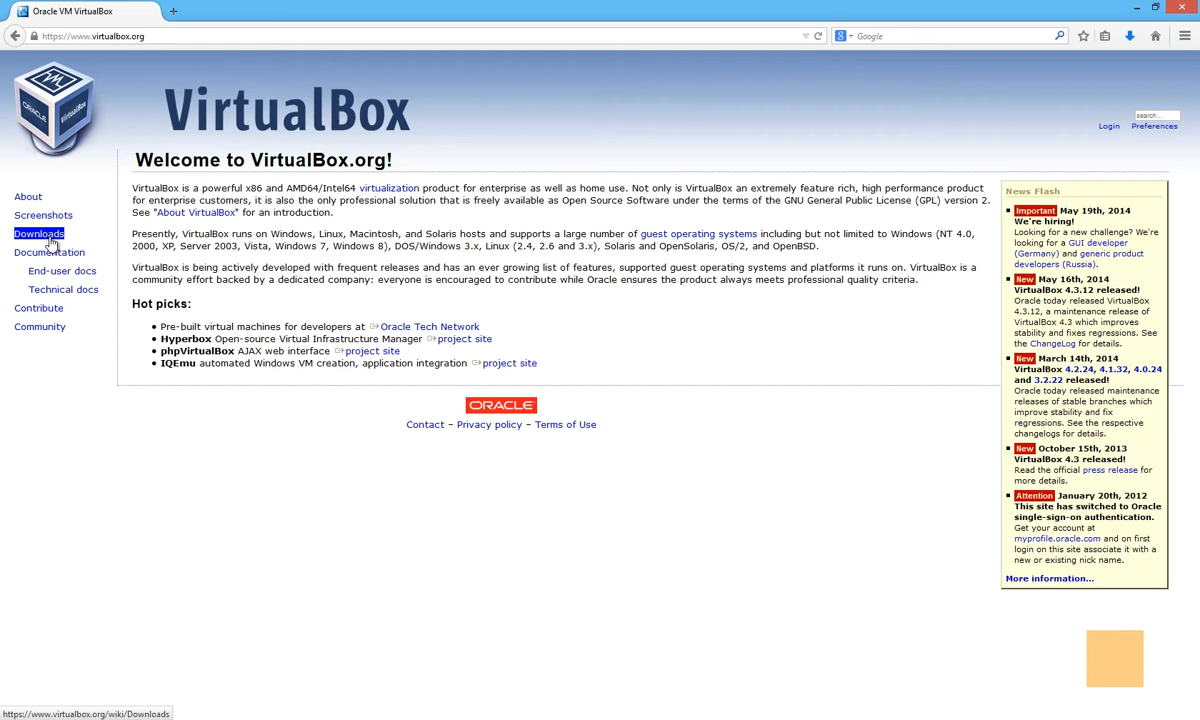 Oracle VM VirtualBox
https://www.virtualbox.org
Google
ORACLE
VirtualBox
VirtualBox
search...
Login Preferences
Welcome to VirtualBox.org!
About
Screenshots
Downloads
Documentation
End-user docs
Technical docs
Contribute
Community
VirtualBox is a powerful x86 and AMD64/Intel64 virtualization product for enterprise as well as home use. Not only is VirtualBox an extremely feature rich, high performance product
for enterprise customers, it is also the only professional solution that is freely available as Open Source Software under the terms of the GNU General Public License (GPL) version 2.
See "About VirtualBox" for an introduction.
Presently, VirtualBox runs on Windows, Linux, Macintosh, and Solaris hosts and supports a large number of guest operating systems including but not limited to Windows (NT 4.0,
2000, XP, Server 2003, Vista, Windows 7, Windows 8), DOS/Windows 3.x, Linux (2.4, 2.6 and 3.x), Solaris and OpenSolaris, OS/2, and OpenBSD.
VirtualBox is being actively developed with frequent releases and has an ever growing list of features, supported guest operating systems and platforms it runs on. VirtualBox is a
community effort backed by a dedicated company: everyone is encouraged to contribute while Oracle ensures the product always meets professional quality criteria.
Hot picks:
• Pre-built virtual machines for developers at Oracle Tech Network
• Hyperbox Open-source Virtual Infrastructure Manager project site
• phpVirtualBox AJAX web interface project site
• IQEmu automated Windows VM creation, application integration project site
ORACLE
Contact – Privacy policy – Terms of Use
News Flash
Important May 19th, 2014
We're hiring!
Looking for a new challenge? We're
looking for a GUI developer
(Germany) and generic product
developers (Russia).
New May 16th, 2014
VirtualBox 4.3.12 released!
Oracle today released VirtualBox
4.3.12, a maintenance release of
VirtualBox 4.3 which improves
stability and fixes regressions. See
the ChangeLog for details.
New March 14th, 2014
VirtualBox 4.2.24, 4.1.32, 4.0.24
and 3.2.22 released!
Oracle today released maintenance
releases of stable branches which
improve stability and fix
regressions. See the respective
changelogs for details.
New October 15th, 2013
VirtualBox 4.3 released!
Read the official press release for
more details.
Attention January 20th, 2012
This site has switched to Oracle
single-sign-on authentication.
Get your account at
myprofile.oracle.com and on first
login on this site associate it with a
new or existing nick name.
More information...
https://www.virtualbox.org/wiki/Downloads